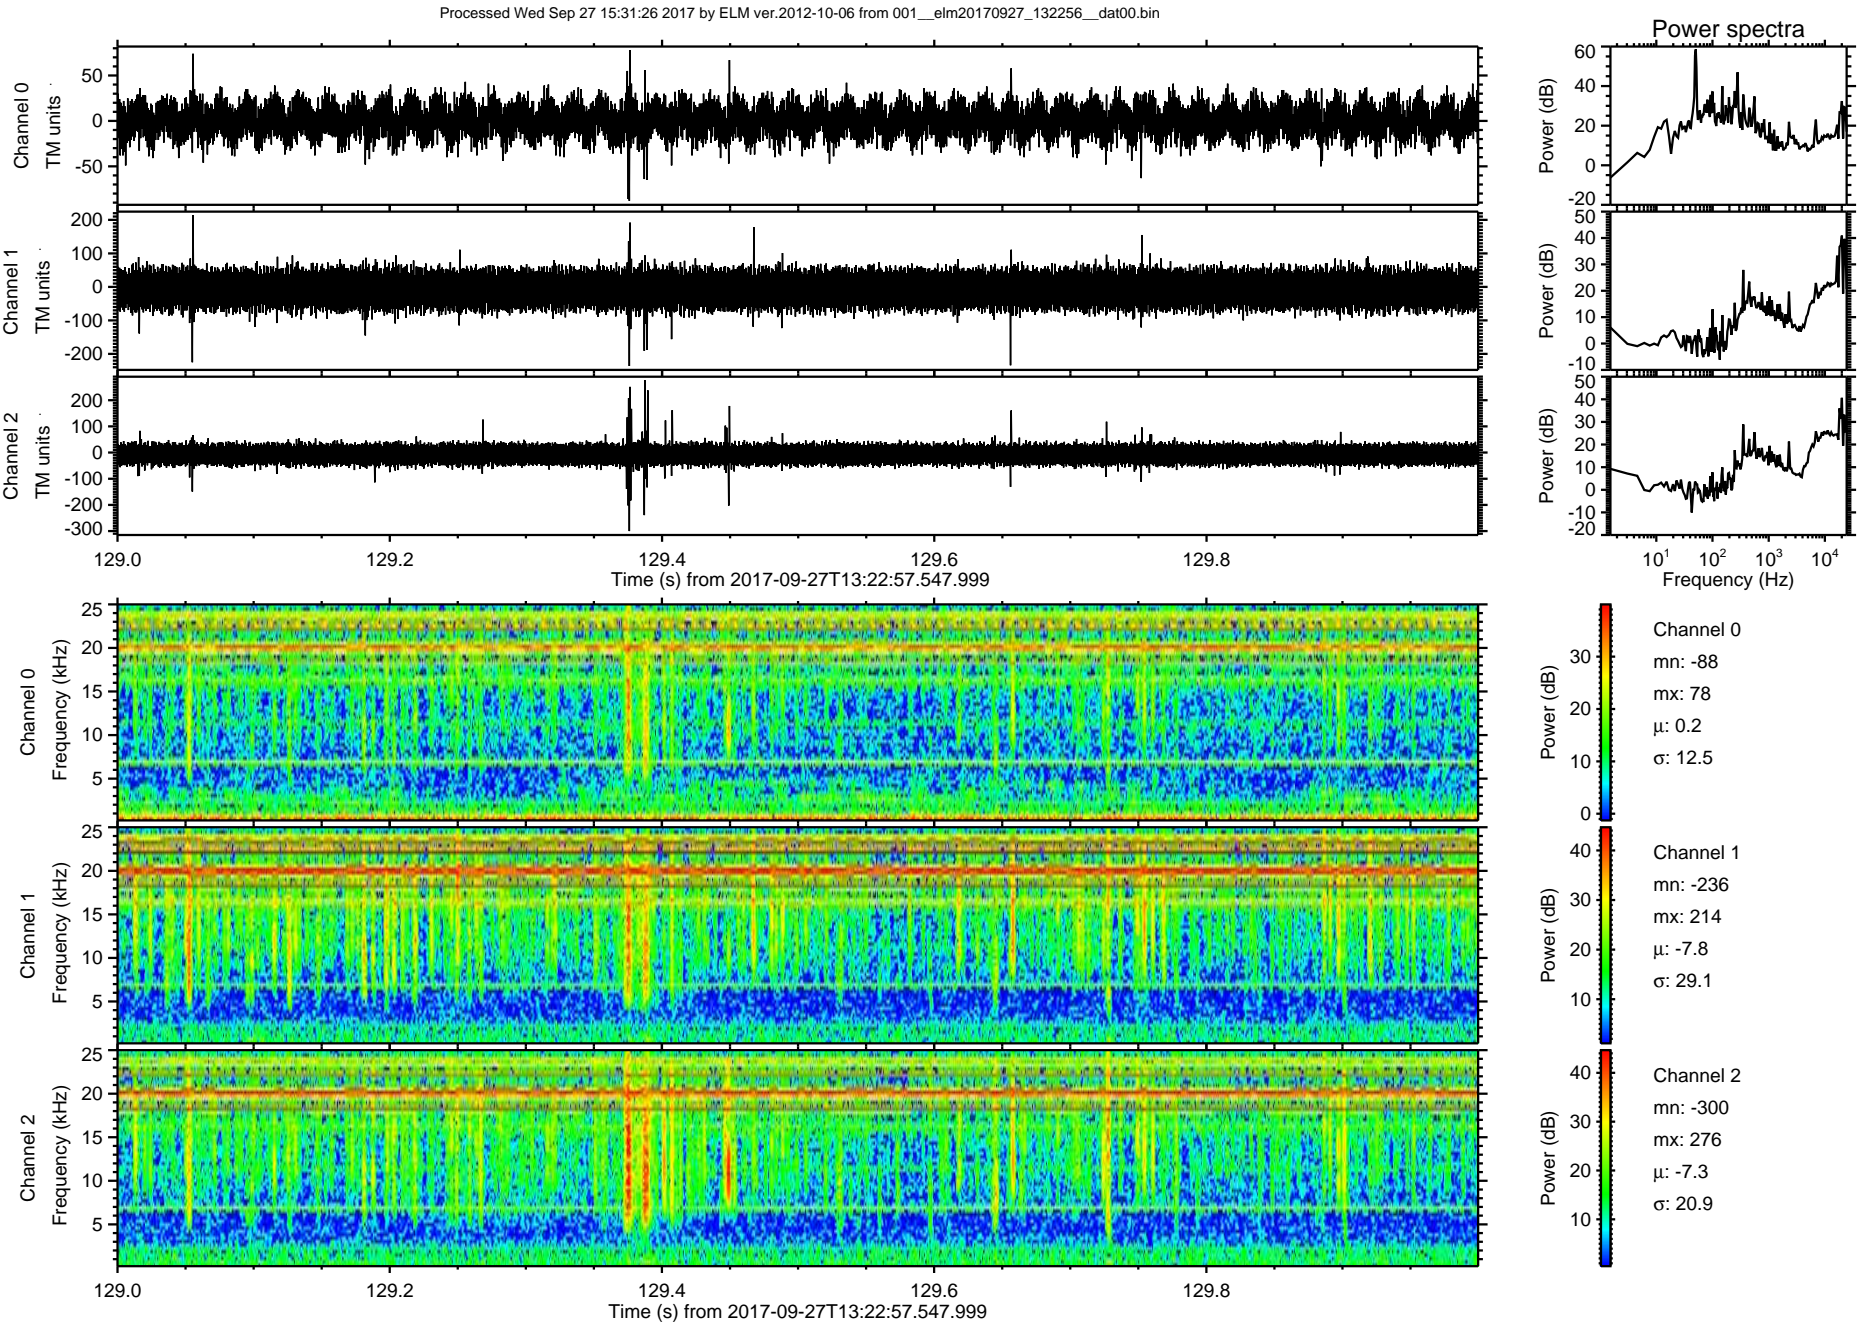 Processed Wed Sep 27 15:31:26 2017 by ELM ver.2012-10-06 from 001__elm20170927_132256__dat00.bin
Power spectra
Channel 0
TM units
50
0
-50
Power (dB)
60
40
20
0
-20
Channel 1
TM units
200
100
0
-100
-200
Power (dB)
50
40
30
20
10
0
-10
Channel 2
TM units
200
100
0
-100
-200
-300
Power (dB)
50
40
30
20
10
0
-10
-20
129.0 129.2 129.4 129.6 129.8
Time (s) from 2017-09-27T13:22:57.547.999
10¹ 10² 10³ 10⁴
Frequency (Hz)
Channel 0
Frequency (kHz)
25
20
15
10
5
Power (dB)
30
20
10
0
Channel 0
mn: -88
mx: 78
μ: 0.2
σ: 12.5
Channel 1
Frequency (kHz)
25
20
15
10
5
Power (dB)
40
30
20
10
Channel 1
mn: -236
mx: 214
μ: -7.8
σ: 29.1
Channel 2
Frequency (kHz)
25
20
15
10
5
Power (dB)
40
30
20
10
Channel 2
mn: -300
mx: 276
μ: -7.3
σ: 20.9
129.0 129.2 129.4 129.6 129.8
Time (s) from 2017-09-27T13:22:57.547.999